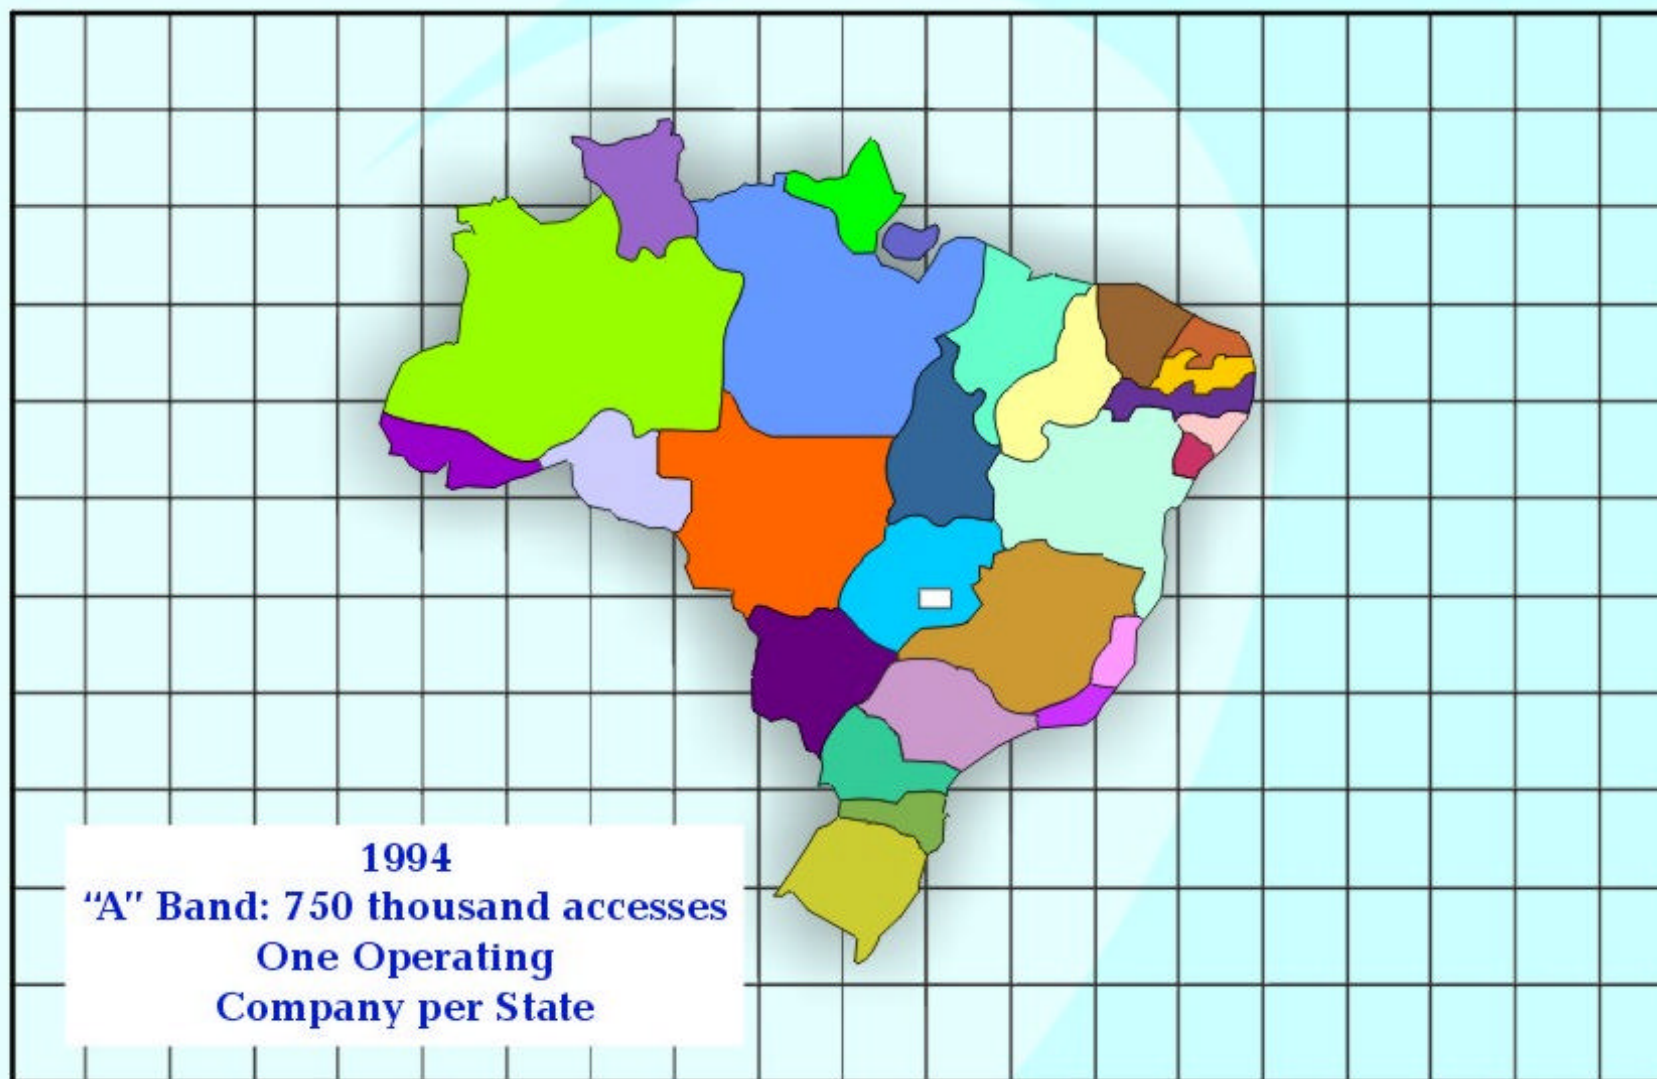 1994
“A" Band: 750 thousand accesses
One Operating
Company per State